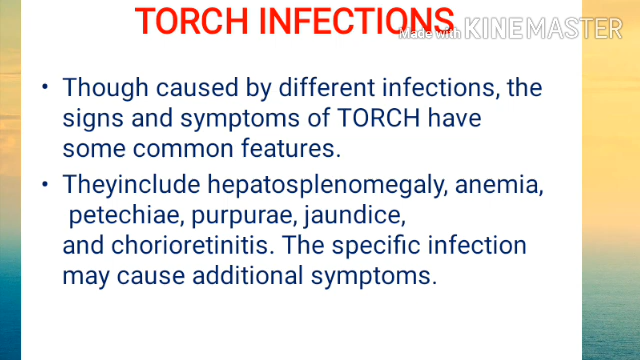 TORCH INFECTIONS
Made with KINEMASTER
• Though caused by different infections, the
signs and symptoms of TORCH have
some common features.
• Theyinclude hepatosplenomegaly, anemia,
petechiae, purpurae, jaundice,
and chorioretinitis. The specific infection
may cause additional symptoms.